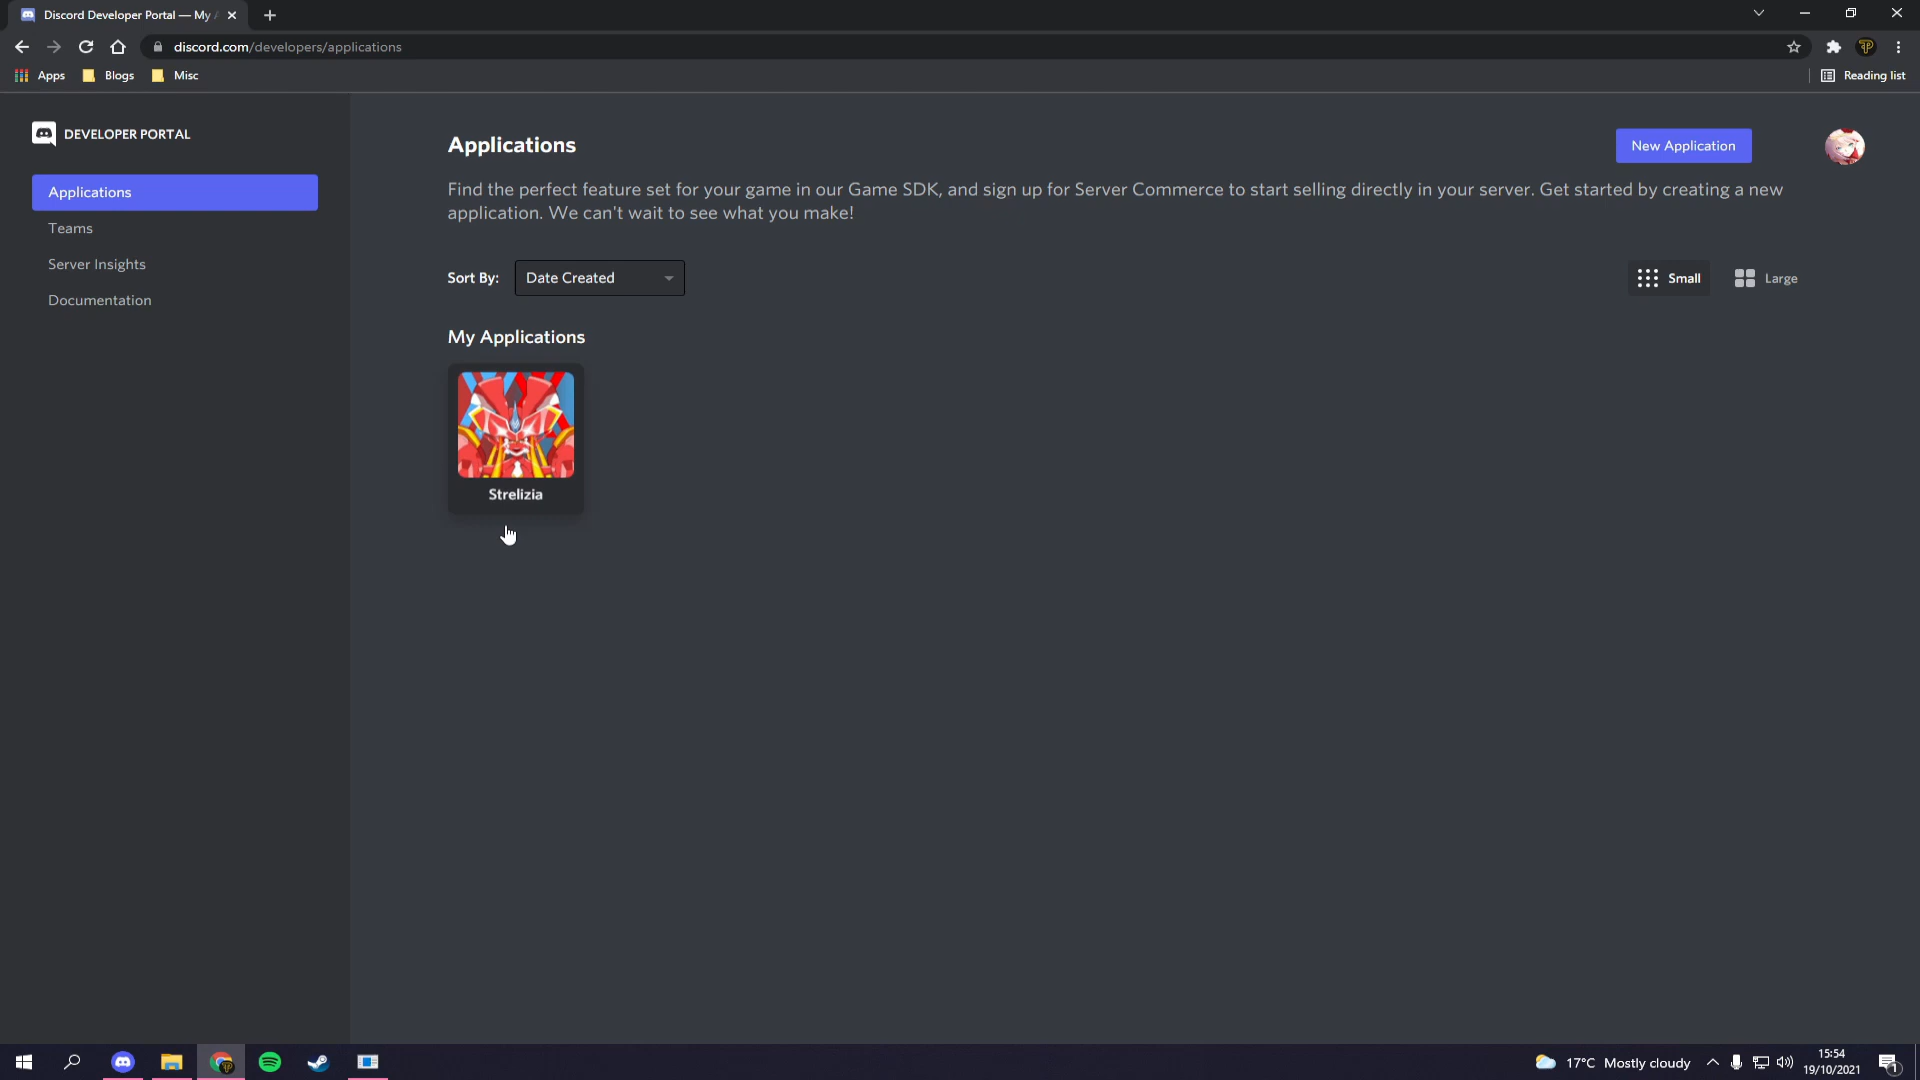 Discord Developer Portal — My A
discord.com/developers/applications
Apps
Blogs
Misc
Reading list
DEVELOPER PORTAL
Applications
Teams
Server Insights
Documentation
Applications
New Application
Find the perfect feature set for your game in our Game SDK, and sign up for Server Commerce to start selling directly in your server. Get started by creating a new
application. We can't wait to see what you make!
Sort By:
Date Created
Small
Large
My Applications
Strelizia
17°C Mostly cloudy
15:54
19/10/2021
1